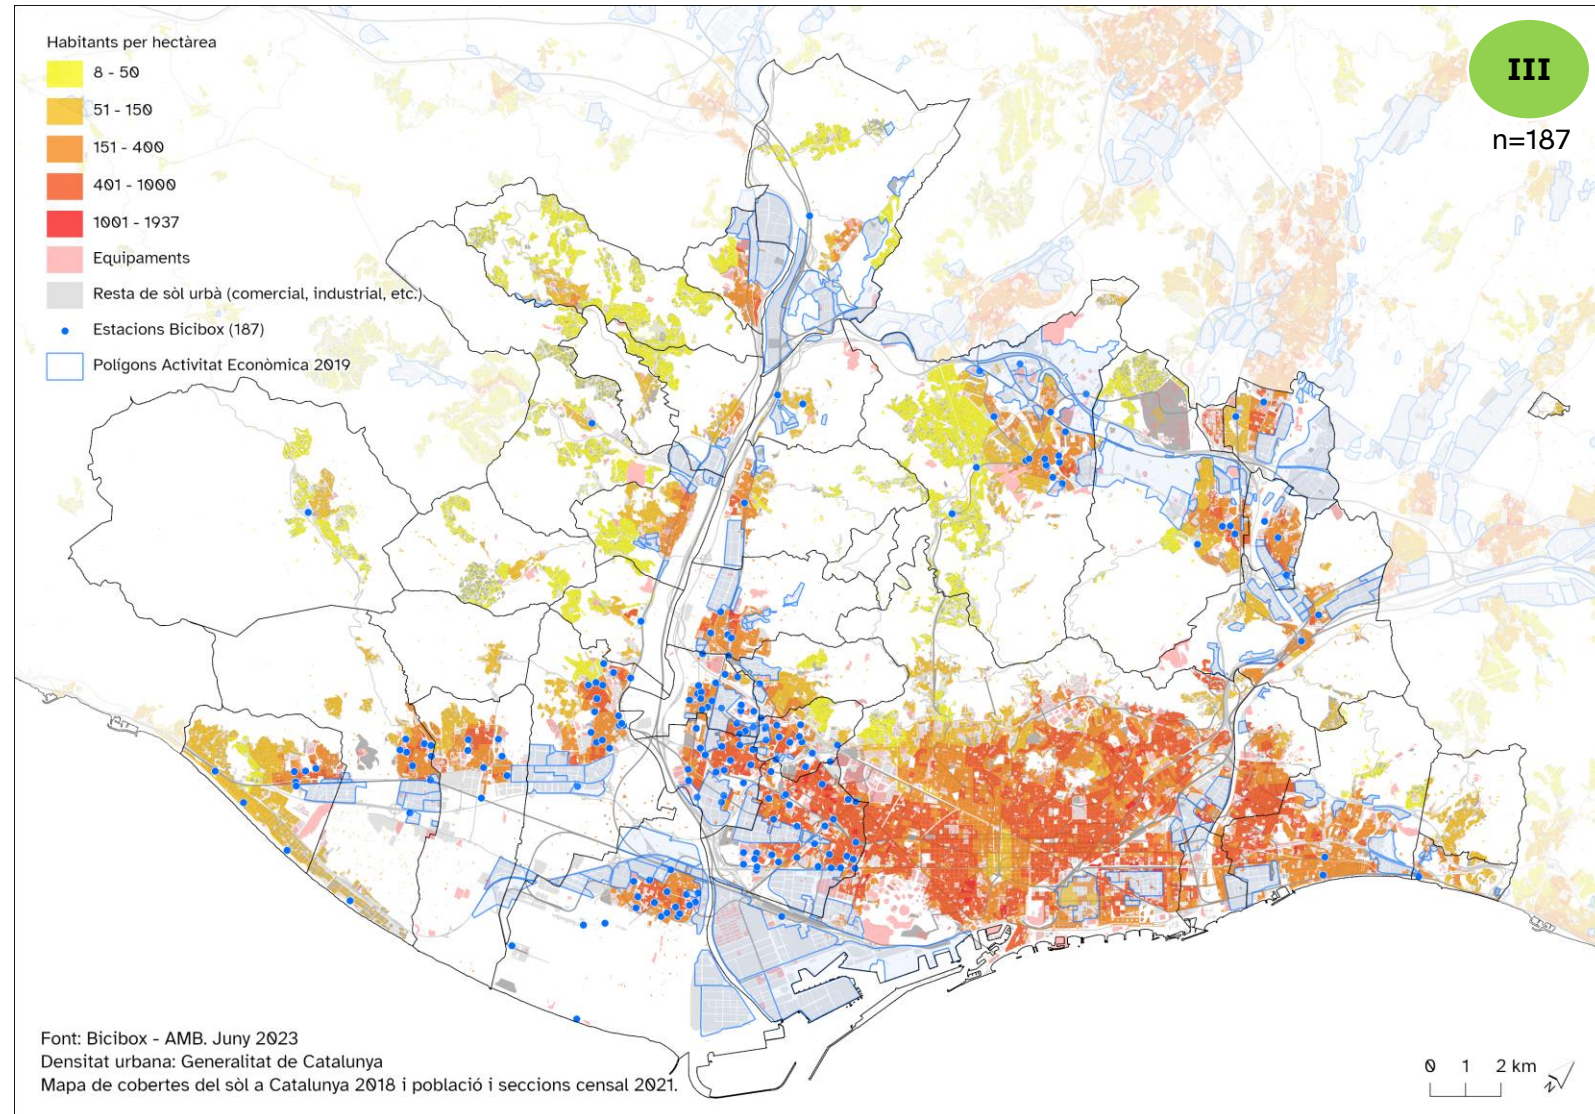 Habitants per hectàrea
8 - 50
51 - 150
151 - 400
401 - 1000
1001 - 1937
Equipaments
Resta de sòl urbà (comercial, industrial, etc.)
Estacions Bicibox (187)
Polígons Activitat Econòmica 2019
III
n=187
Font: Bicibox - AMB. Juny 2023
Densitat urbana: Generalitat de Catalunya
Mapa de cobertes del sòl a Catalunya 2018 i població i seccions censal 2021.
0 1 2 km
N